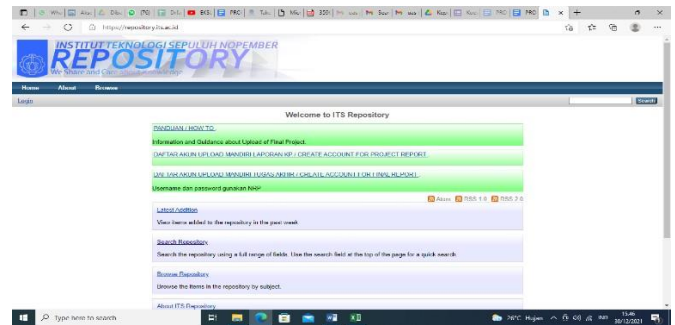 https://repository.its.ac.id
INSTITUT TEKNOLOGI SEPULUH NOPEMBER
REPOSITORY
We Share and
Home About Browse
Login
Search
Welcome to ITS Repository
PANDUAN / HOW TO
Information and Guidance about Upload of Final Project.
DAFTAR AKUN UPLOAD MANDIRI LAPORAN KP / CREATE ACCOUNT FOR PROJECT REPORT
DAFTAR AKUN UPLOAD MANDIRI TUGAS AKHIR / CREATE ACCOUNT FOR FINAL REPORT
Username dan password gunakan NRP
Atom RSS 1.0 RSS 2.0
Latest Addition
View items added to the repository in the past week.
Search Repository
Search the repository using a full range of fields. Use the search field at the top of the page for a quick search.
Browse Repository
Browse the items in the repository by subject.
About ITS Repository
Type here to search
26°C Hujan
IND
15.46
30/12/2021